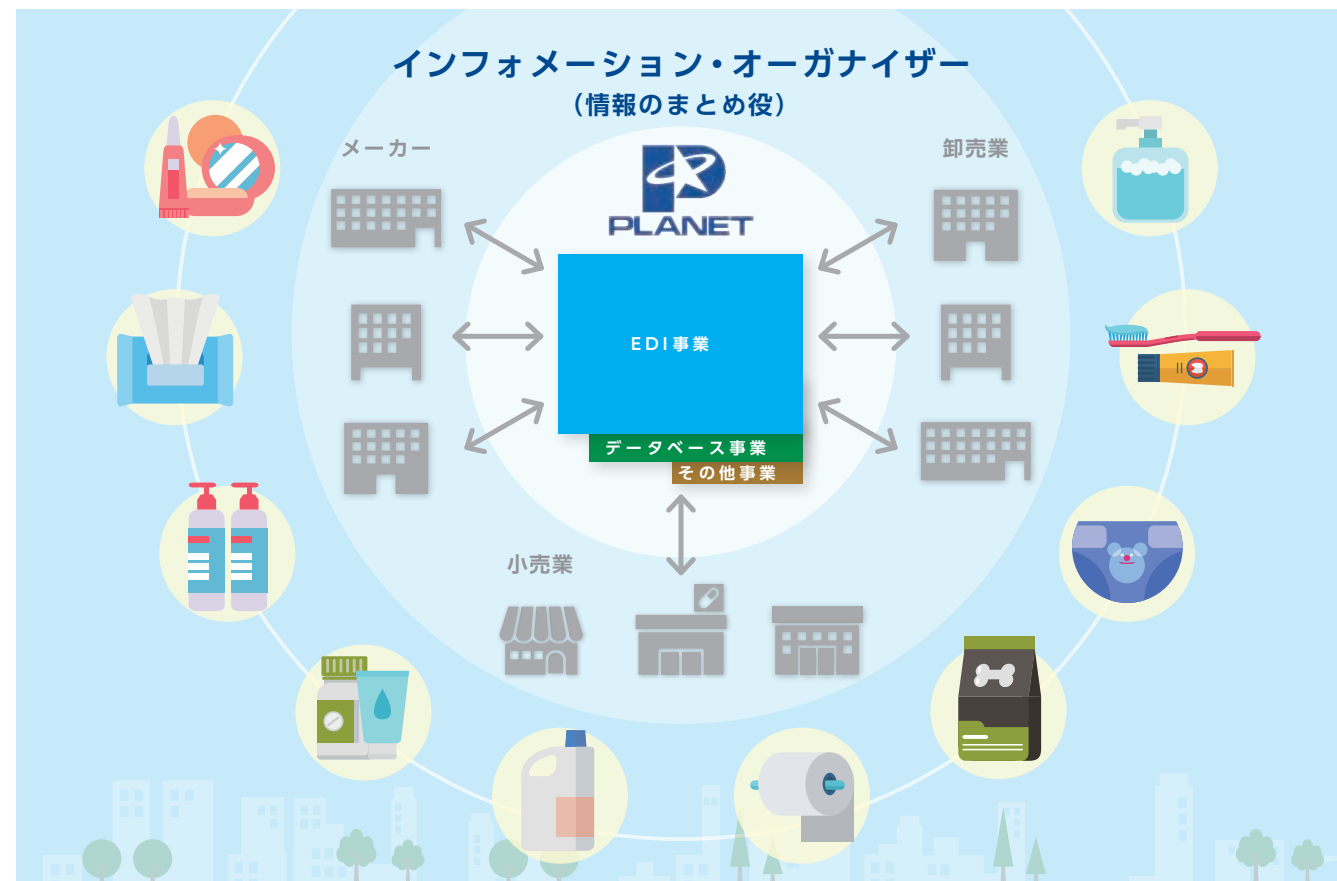 インフォメーション・オーガナイザー
(情報のまとめ役)
メーカー
卸売業
PLANET
EDI事業
データベース事業
その他事業
小売業